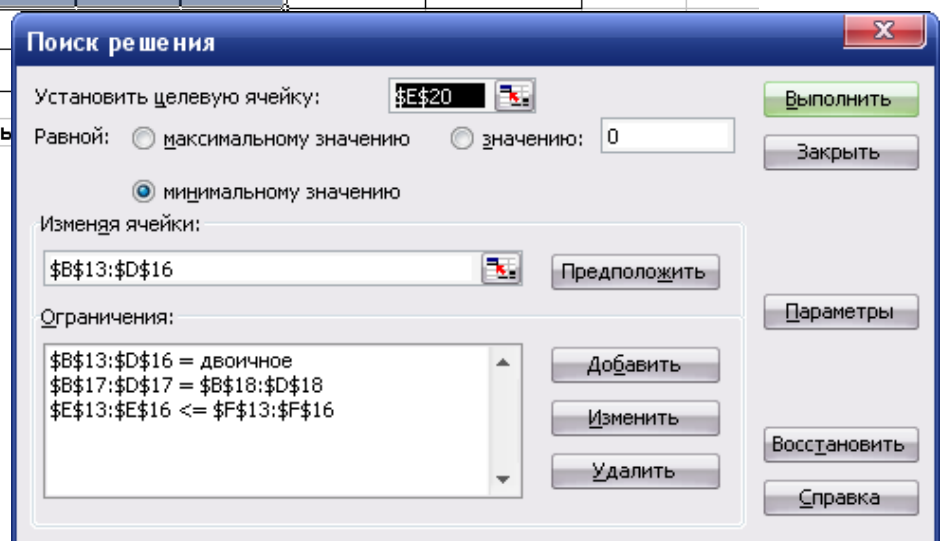 Поиск решения
Установить целевую ячейку: $E$20
Выполнить
Равной: максимальному значению значению: 0
Закрыть
минимальному значению
Изменяя ячейки:
$B$13:$D$16
Предположить
Параметры
Ограничения:
$B$13:$D$16 = двоичное
$B$17:$D$17 = $B$18:$D$18
$E$13:$E$16 <= $F$13:$F$16
Добавить
Изменить
Удалить
Восстановить
Справка